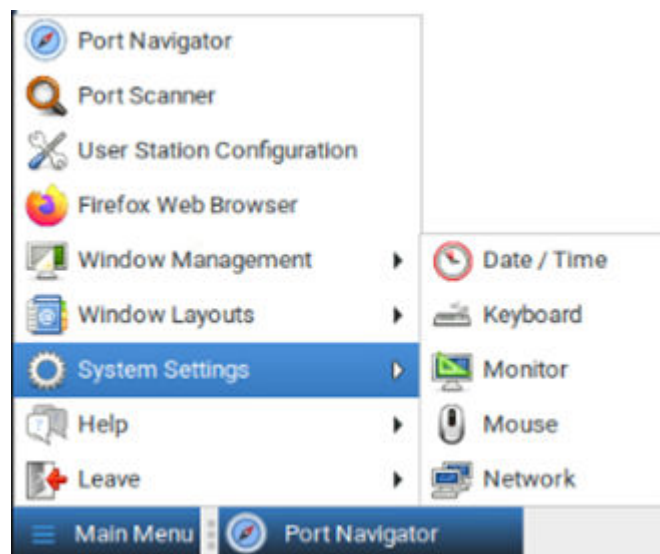 Port Navigator
Port Scanner
User Station Configuration
Firefox Web Browser
Window Management
Window Layouts
System Settings
Help
Leave
Date / Time
Keyboard
Monitor
Mouse
Network
Main Menu
Port Navigator